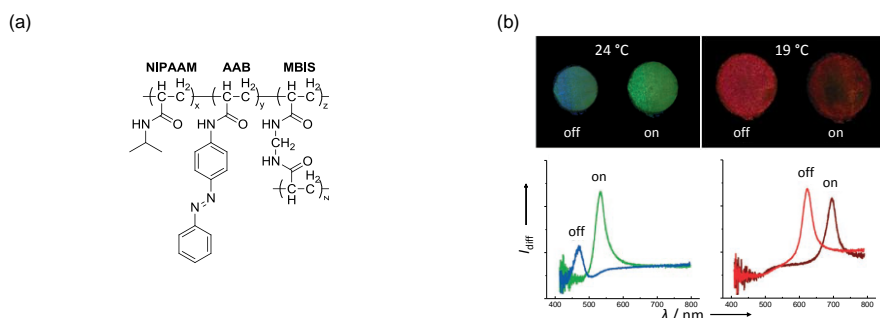 (a)
NIPAAM AAB MBIS
H H2 H H2 H H2
C C C C C C
x y z
HN O HN O HN O
CH2
HN O
N
N
H C C H2
z
(b)
24 °C 19 °C
off on off on
on
off
off
on
Idiff
400 500 600 700 800 400 500 600 700 800
λ / nm